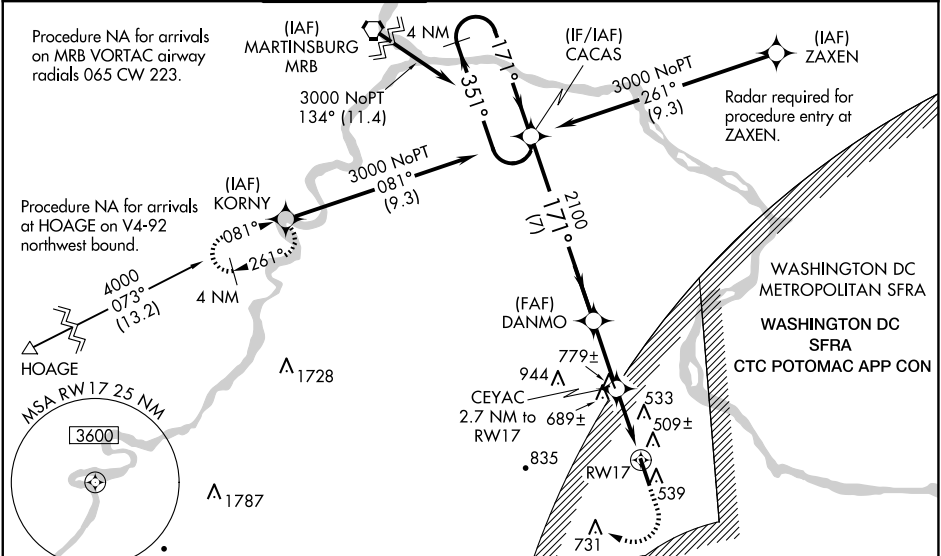 Procedure NA for arrivals
on MRB VORTAC airway
radials 065 CW 223.
(IAF)
MARTINSBURG
MRB
3000 NoPT
134° (11.4)
4 NM
171°
351°
(IF/IAF)
CACAS
(IAF)
ZAXEN
3000 NoPT
261°
(9.3)
Radar required for
procedure entry at
ZAXEN.
3000 NoPT
081°
(9.3)
(IAF)
KORNY
Procedure NA for arrivals
at HOAGE on V4-92
northwest bound.
081°
261°
4 NM
4000
073°
(13.2)
HOAGE
2100
171°
(7)
(FAF)
DANMO
WASHINGTON DC
METROPOLITAN SFRA
WASHINGTON DC
SFRA
CTC POTOMAC APP CON
1728
944
779±
CEYAC
2.7 NM to
RW17
689±
533
509±
835
RW17
539
731
MSA RW17 25 NM
3600
1787